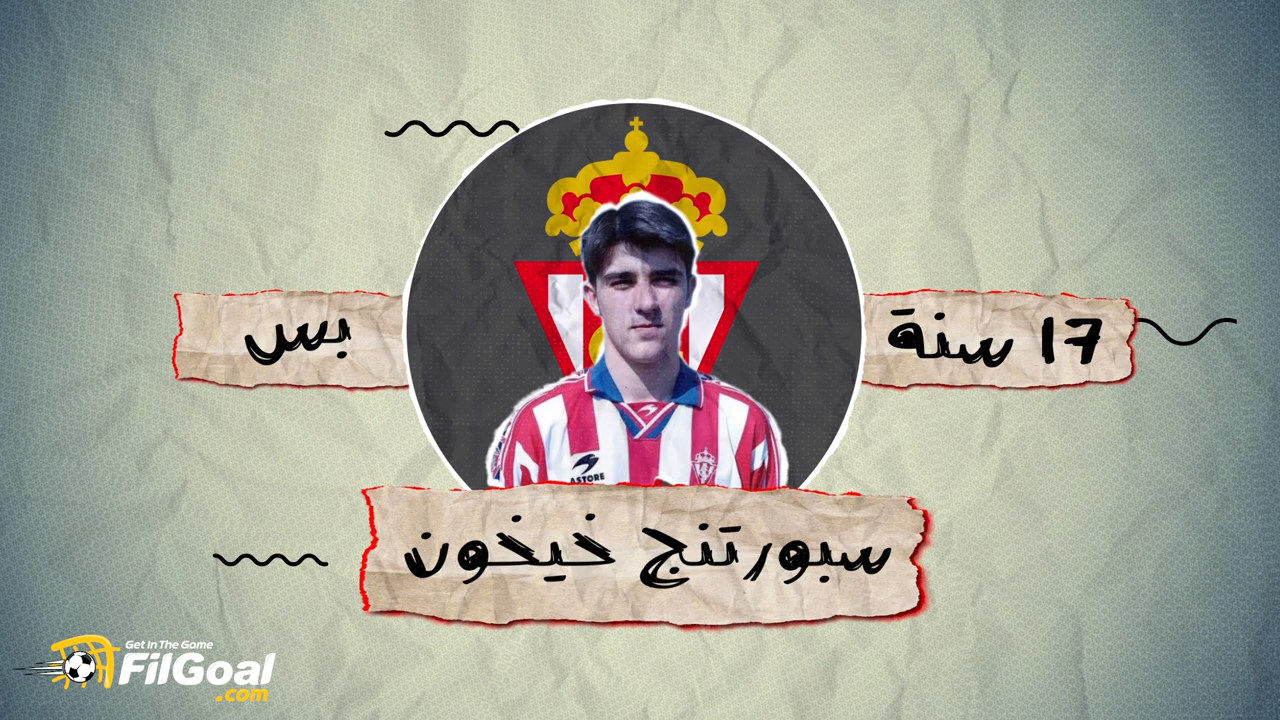 17 سنة
بس
ASTORE
سبورتنج خيخون
Get In The Game
FilGoal
.com